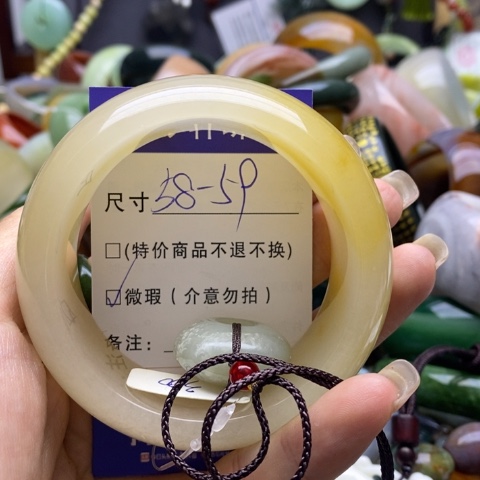 尺寸 58-59
□(特价商品不退不换)
☑微瑕(介意勿拍)
备注: